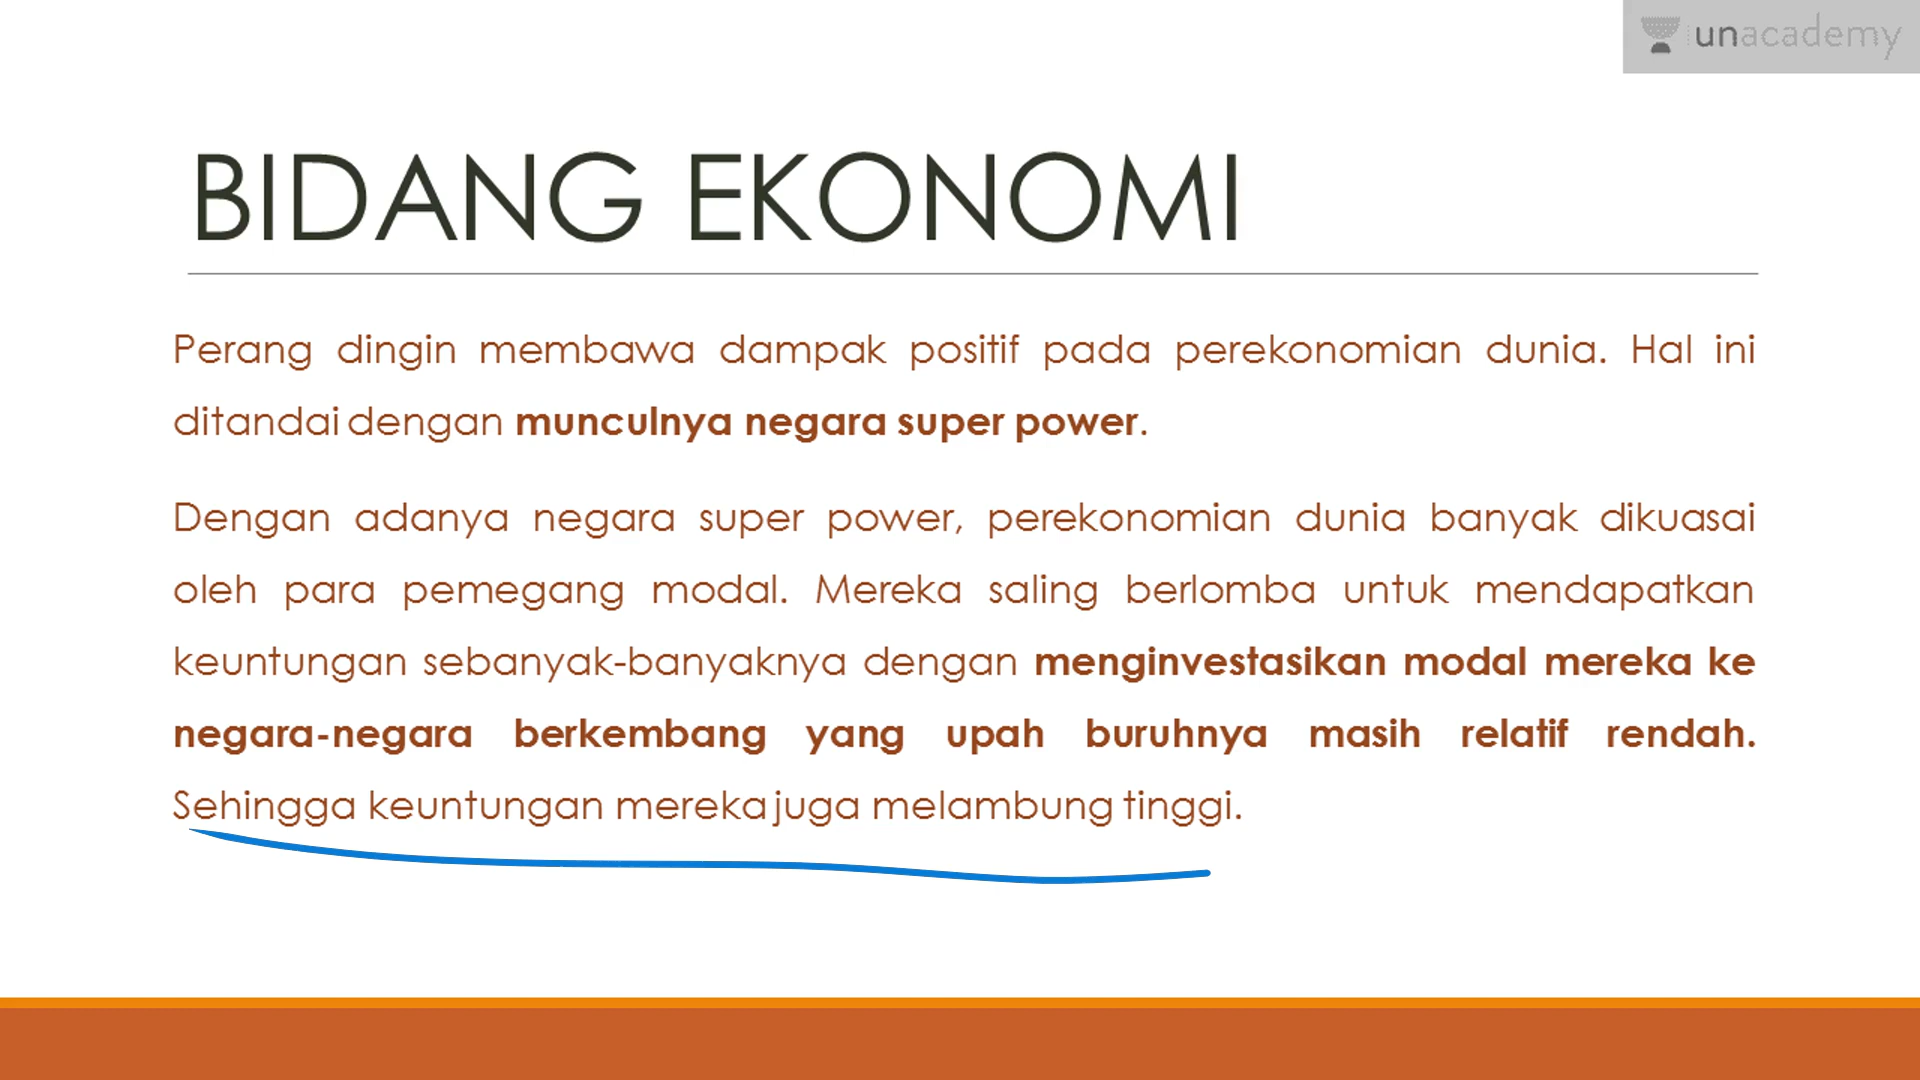 unacademy
BIDANG EKONOMI
Perang dingin membawa dampak positif pada perekonomian dunia. Hal ini
ditandai dengan munculnya negara super power.
Dengan adanya negara super power, perekonomian dunia banyak dikuasai
oleh para pemegang modal. Mereka saling berlomba untuk mendapatkan
keuntungan sebanyak-banyaknya dengan menginvestasikan modal mereka ke
negara-negara berkembang yang upah buruhnya masih relatif rendah.
Sehingga keuntungan mereka juga melambung tinggi.